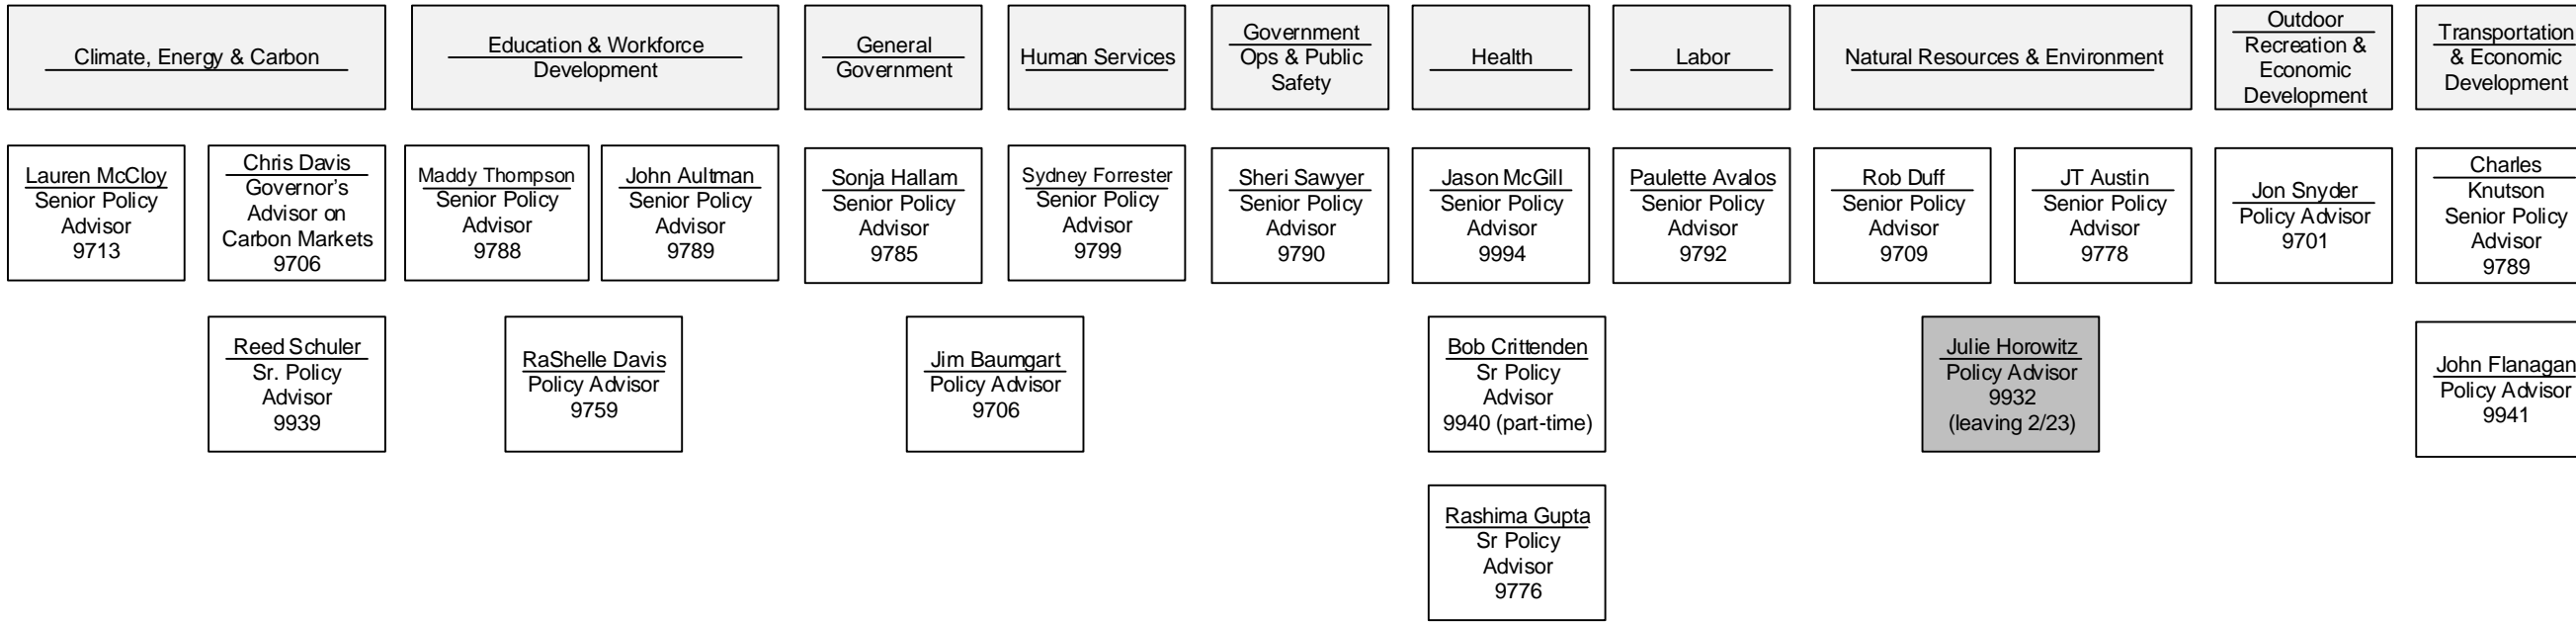 Climate, Energy & Carbon
Education & Workforce
Development
General
Government
Human Services
Government
Ops & Public
Safety
Health
Labor
Natural Resources & Environment
Outdoor
Recreation &
Economic
Development
Transportation
& Economic
Development
Lauren McCloy
Senior Policy
Advisor
9713
Chris Davis
Governor’s
Advisor on
Carbon Markets
9706
Maddy Thompson
Senior Policy
Advisor
9788
John Aultman
Senior Policy
Advisor
9789
Sonja Hallam
Senior Policy
Advisor
9785
Sydney Forrester
Senior Policy
Advisor
9799
Sheri Sawyer
Senior Policy
Advisor
9790
Jason McGill
Senior Policy
Advisor
9994
Paulette Avalos
Senior Policy
Advisor
9792
Rob Duff
Senior Policy
Advisor
9709
JT Austin
Senior Policy
Advisor
9778
Jon Snyder
Policy Advisor
9701
Charles
Knutson
Senior Policy
Advisor
9789
Reed Schuler
Sr. Policy
Advisor
9939
RaShelle Davis
Policy Advisor
9759
Jim Baumgart
Policy Advisor
9706
Bob Crittenden
Sr Policy
Advisor
9940 (part-time)
Julie Horowitz
Policy Advisor
9932
(leaving 2/23)
John Flanagan
Policy Advisor
9941
Rashima Gupta
Sr Policy
Advisor
9776